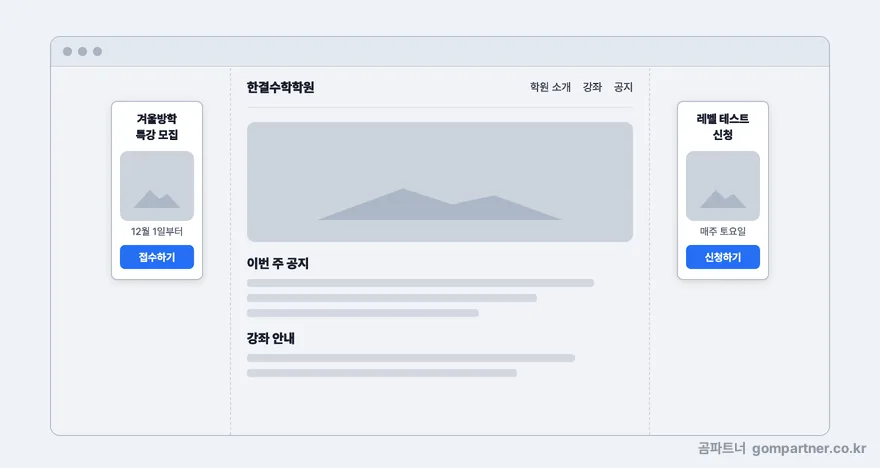 한결수학학원
학원 소개 강좌 공지
겨울방학
특강 모집
12월 1일부터
접수하기
이번 주 공지
강좌 안내
레벨 테스트
신청
매주 토요일
신청하기
곰파트너 gompartner.co.kr